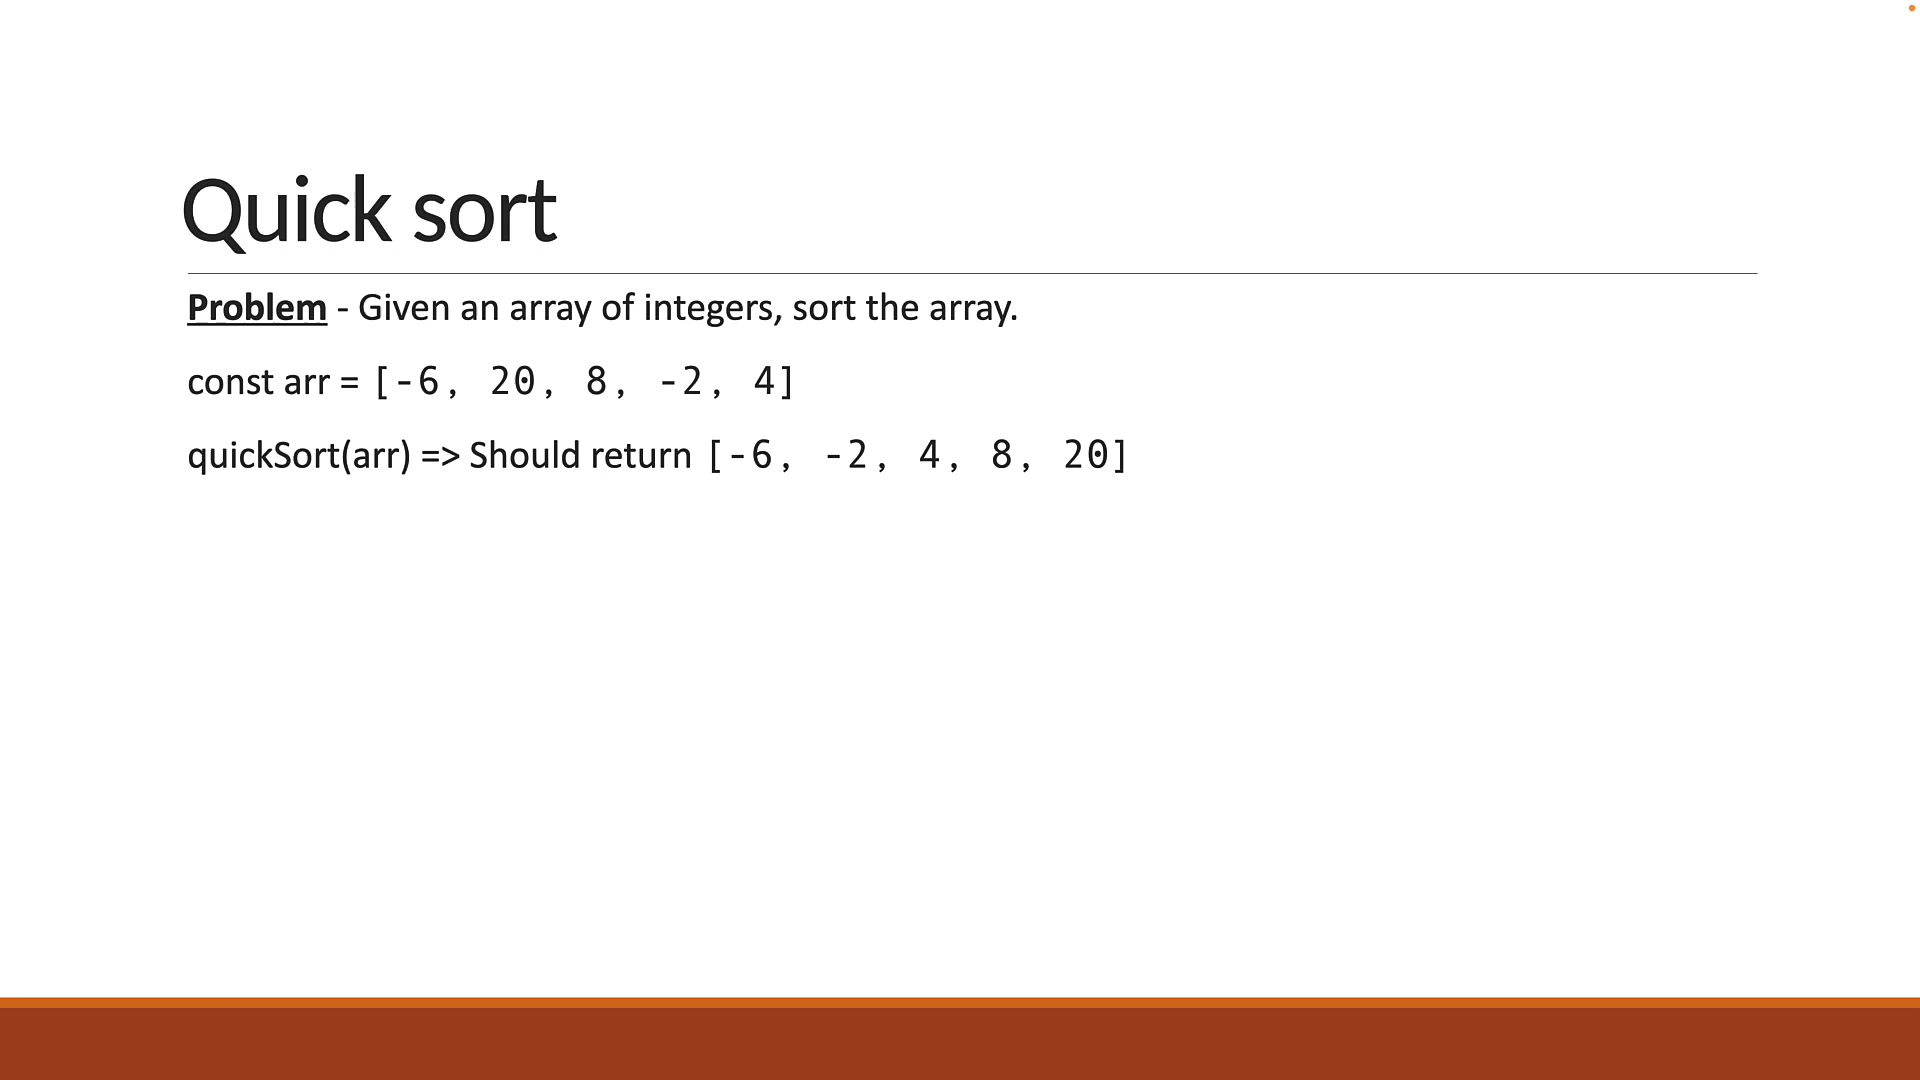 Quick sort
Problem - Given an array of integers, sort the array.
const arr = [-6, 20, 8, -2, 4]
quickSort(arr) => Should return [-6, -2, 4, 8, 20]